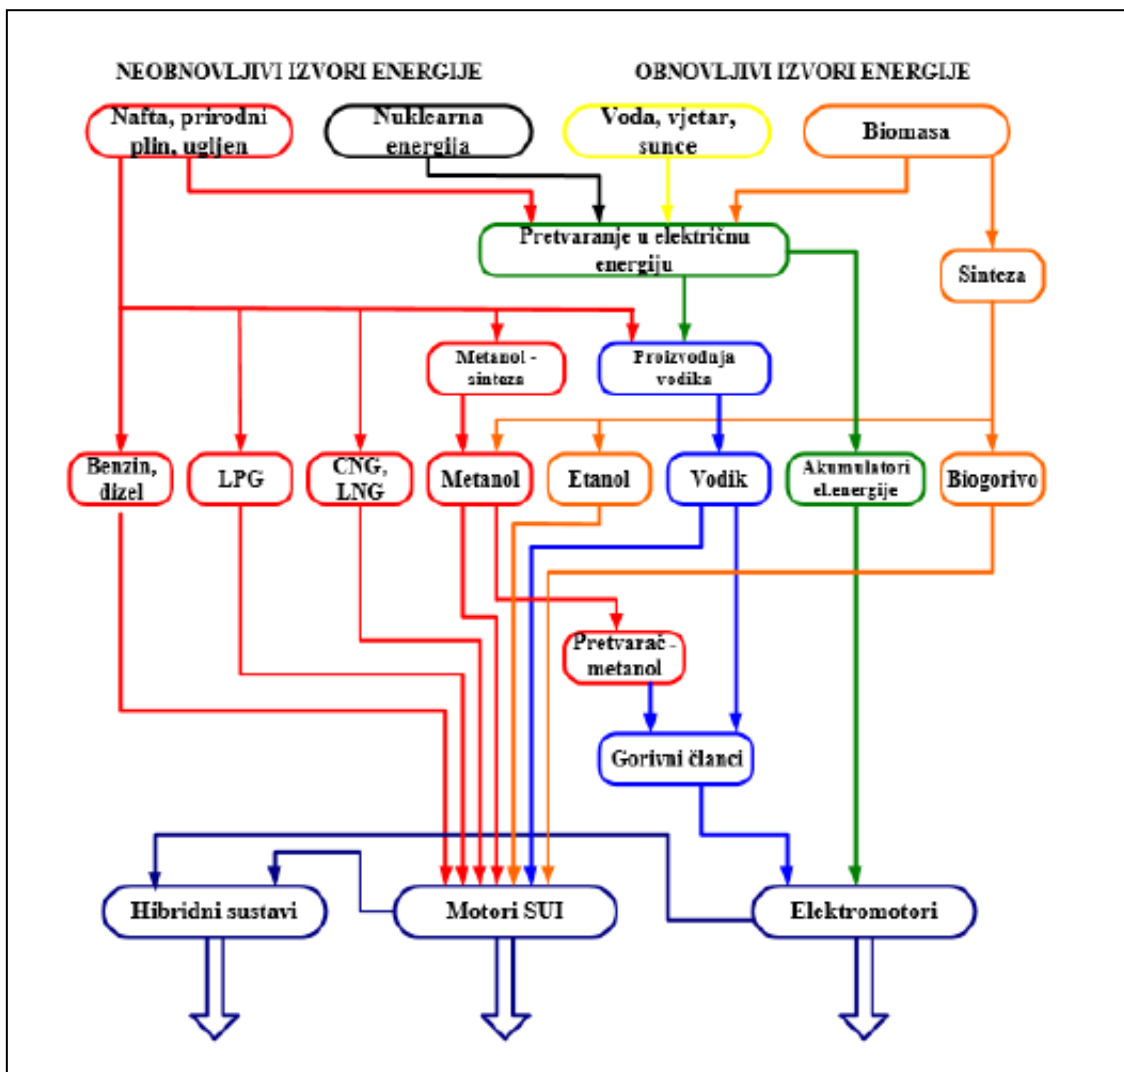 NEOBNOVLJIVI IZVORI ENERGIJE
OBNOVLJIVI IZVORI ENERGIJE
Nafta, prirodni
plin, ugljen
Nuklearna
energija
Voda, vjetar,
sunce
Biomasa
Pretvaranje u električnu
energiju
Sinteza
Metanol -
sinteza
Proizvodnja
vodika
Benzin,
dizel
LPG
CNG,
LNG
Metanol
Etanol
Vodik
Akumulatori
el.energije
Biogorivo
Pretvarač -
metanol
Gorivni članci
Hibridni sustavi
Motori SUI
Elektromotori